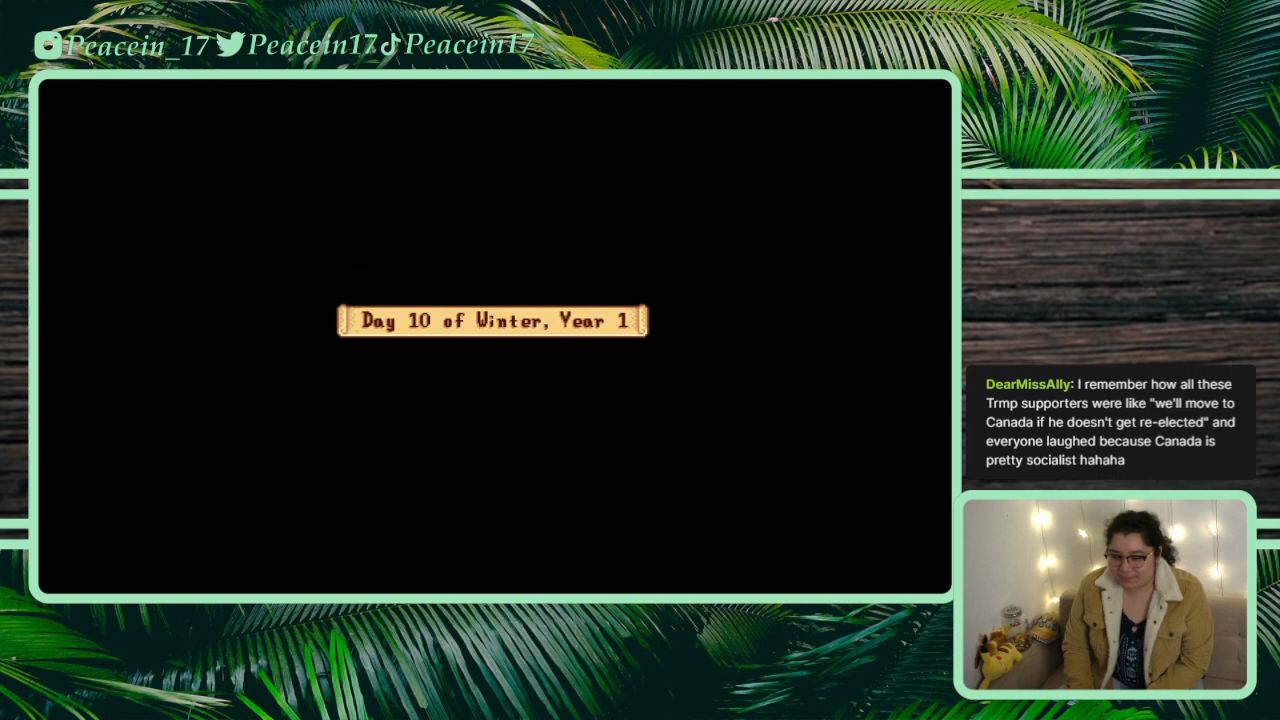 Peacein_17 Peacein17 Peacein17
Day 10 of Winter, Year 1
DearMissAlly: I remember how all these
Trmp supporters were like "we'll move to
Canada if he doesn't get re-elected" and
everyone laughed because Canada is
pretty socialist hahaha